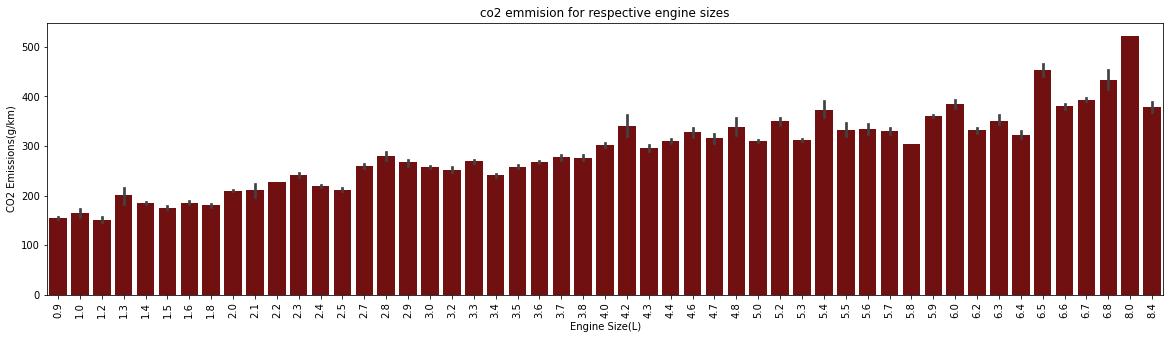 co2 emmision for respective engine sizes
CO2 Emissions(g/km)
500
400
300
200
100
0
0.9 1.0 1.2 1.3 1.4 1.5 1.6 1.8 2.0 2.1 2.2 2.3 2.4 2.5 2.7 2.8 2.9 3.0 3.2 3.3 3.4 3.5 3.6 3.7 3.8 4.0 4.2 4.3 4.4 4.6 4.7 4.8 5.0 5.2 5.3 5.4 5.5 5.6 5.7 5.8 5.9 6.0 6.2 6.3 6.4 6.5 6.6 6.7 6.8 8.0 8.4
Engine Size(L)